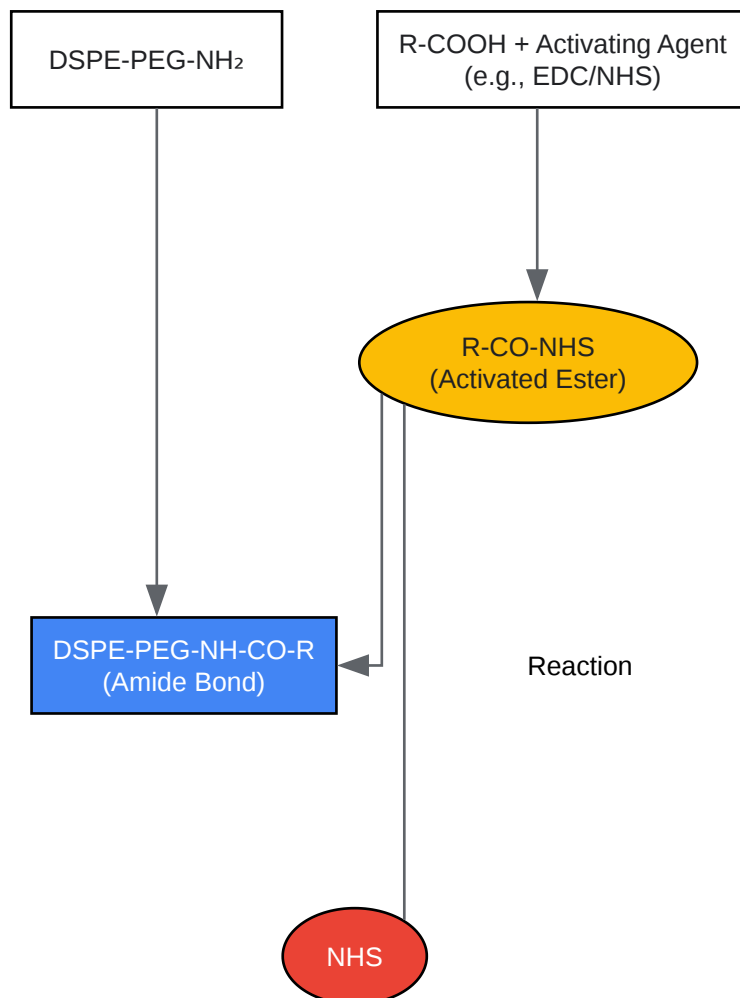 DSPE-PEG-NH₂
R-COOH + Activating Agent
(e.g., EDC/NHS)
R-CO-NHS
(Activated Ester)
DSPE-PEG-NH-CO-R
(Amide Bond)
Reaction
NHS